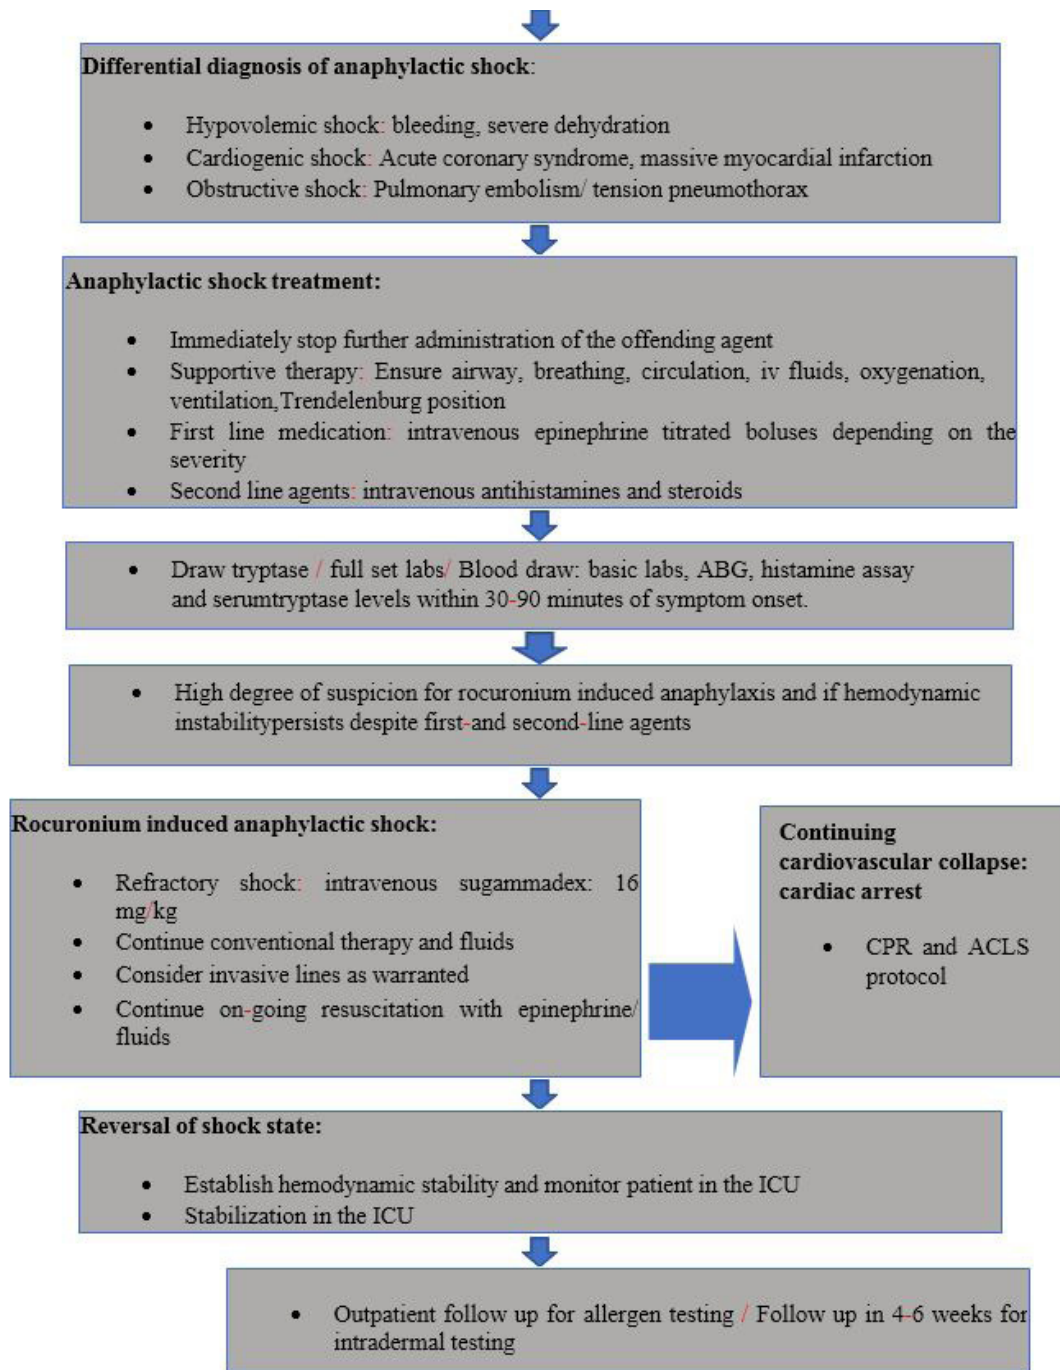 Differential diagnosis of anaphylactic shock:
• Hypovolemic shock: bleeding, severe dehydration
• Cardiogenic shock: Acute coronary syndrome, massive myocardial infarction
• Obstructive shock: Pulmonary embolism/ tension pneumothorax
Anaphylactic shock treatment:
• Immediately stop further administration of the offending agent
• Supportive therapy: Ensure airway, breathing, circulation, iv fluids, oxygenation,
ventilation,Trendelenburg position
• First line medication: intravenous epinephrine titrated boluses depending on the
severity
• Second line agents: intravenous antihistamines and steroids
• Draw tryptase / full set labs/ Blood draw: basic labs, ABG, histamine assay
and serumtryptase levels within 30-90 minutes of symptom onset.
• High degree of suspicion for rocuronium induced anaphylaxis and if hemodynamic
instabilitypersists despite first-and second-line agents
Rocuronium induced anaphylactic shock:
• Refractory shock: intravenous sugammadex: 16
mg/kg
• Continue conventional therapy and fluids
• Consider invasive lines as warranted
• Continue on-going resuscitation with epinephrine/
fluids
Continuing
cardiovascular collapse:
cardiac arrest
• CPR and ACLS
protocol
Reversal of shock state:
• Establish hemodynamic stability and monitor patient in the ICU
• Stabilization in the ICU
• Outpatient follow up for allergen testing / Follow up in 4-6 weeks for
intradermal testing